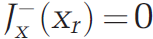 J_X^-(x_r) = 0